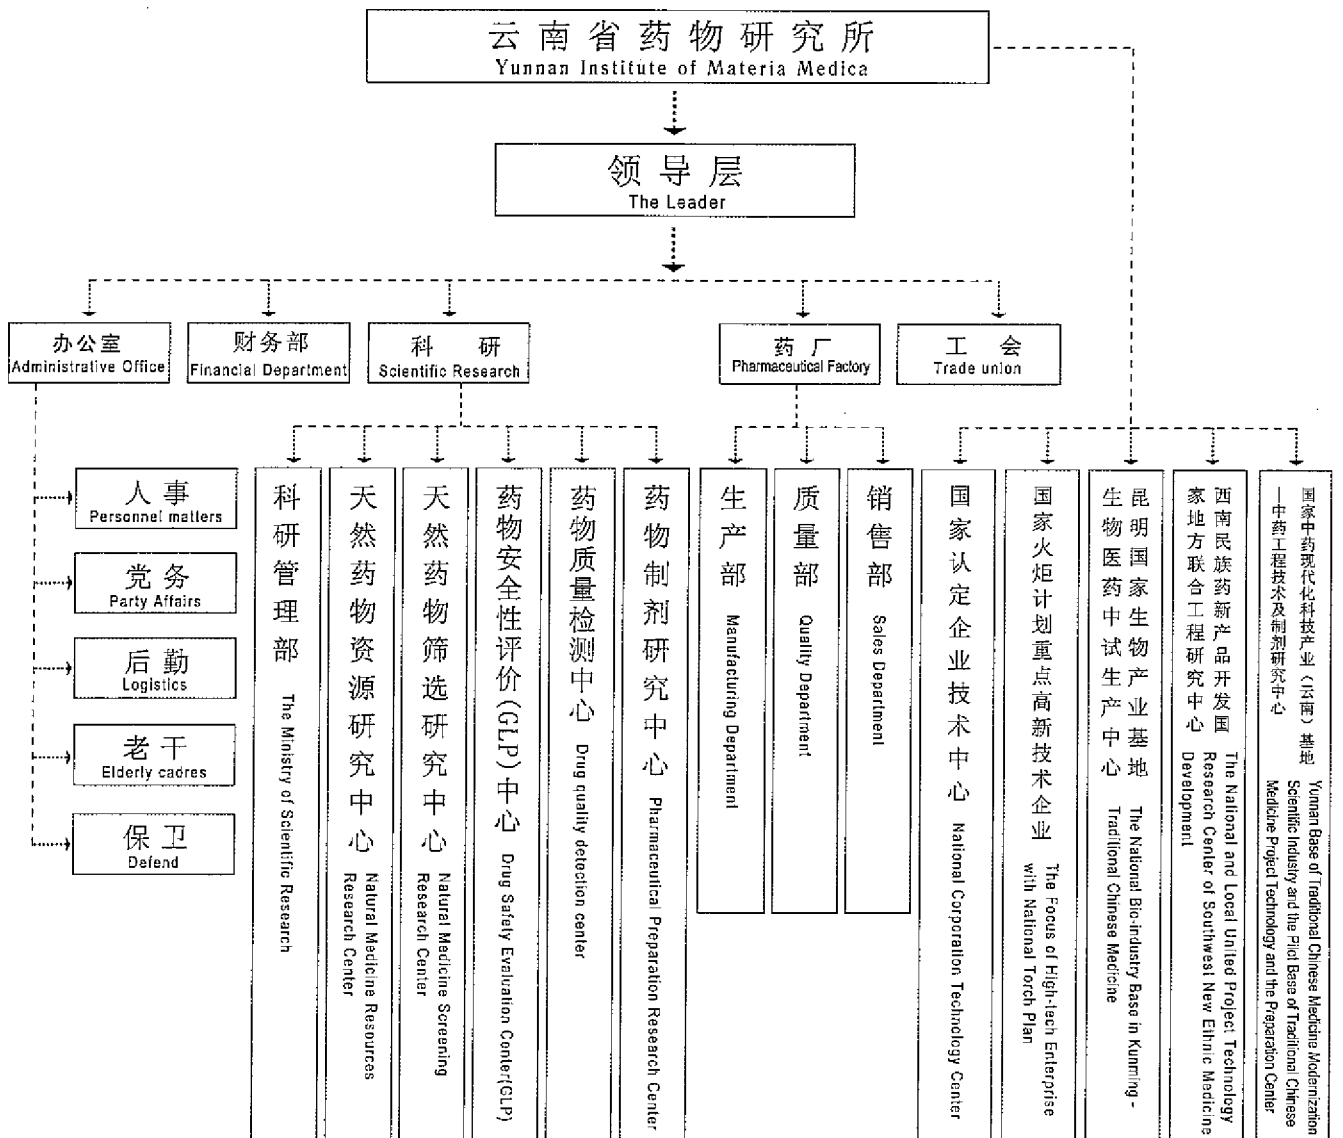 云南省药物研究所
Yunnan Institute of Materia Medica
领导层
The Leader
办公室
Administrative Office
财务部
Financial Department
科 研
Scientific Research
药 厂
Pharmaceutical Factory
工 会
Trade union
人事
Personnel matters
党务
Party Affairs
后勤
Logistics
老干
Elderly cadres
保卫
Defend
科研管理部
The Ministry of Scientific Research
天然药物资源研究中心
Natural Medicine Resources
Research Center
天然药物筛选研究中心
Natural Medicine Screening
Research Center
药物安全性评价(GLP)中心
Drug Safety Evaluation Center(GLP)
药物质量检测中心
Drug quality detection center
药物制剂研究中心
Pharmaceutical Preparation Research Center
生产部
Manufacturing Department
质量部
Quality Department
销售部
Sales Department
国家认定企业技术中心
National Corporation Technology Center
国家火炬计划重点高新技术企业
The Focus of High-tech Enterprise
with National Torch Plan
昆明国家生物产业基地
生物医药中试生产中心
The National Bio-industry Base in Kunming -
Traditional Chinese Medicine
西南民族药新产品开发国
家地方联合工程研究中心
The National and Local United Project Technology
Research Center of Southwest New Ethnic Medicine
Development
国家中药现代化科技产业（云南）基地
—中药工程技术及制剂研究中心
Yunnan Base of Traditional Chinese Medicine Modernization
Scientific Industry and the Pilot Base of Traditional Chinese
Medicine Project Technology and the Preparation Center